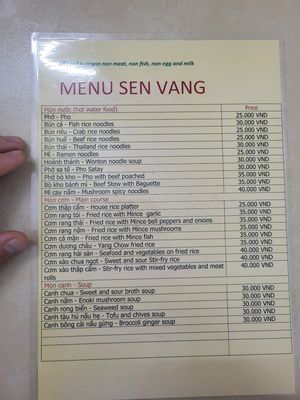 all food is vegan non meat, non fish, non egg and milk
MENU SEN VANG
Món nước (hot water food) Price
Phở - Pho 25.000 VND
Bún cá - Fish rice noodles 25.000 VND
Bún riêu - Crab rice noodles 25.000 VND
Bún huế - Beef rice noodles 25.000 VND
Bún thái - Thailand rice noodles 30.000 VND
Mì - Ramen noodles 25.000 VND
Hoành thánh - Wonton noodle soup 30.000 VND
Phở sa tế - Pho Satay 30.000 VND
Phở bò kho - Pho with beef poached 35.000 VND
Bò kho bánh mì - Beef Stew with Baguette 35.000 VND
Mì cay nấm - Mushroom spicy noodles 40.000 VND
Món cơm - Main course
Cơm thập cẩm - House rice platter 25.000 VND
Cơm rang tỏi - Fried rice with Mince garlic 35.000 VND
Cơm rang thái - Fried rice with Mince bell peppers and onions 35.000 VND
Cơm rang nấm - Fried rice with Mince mushrooms 35.000 VND
Cơm cá mặn - Fried rice with Mince fish 35.000 VND
Cơm dương châu - Yang Chow fried rice 35.000 VND
Cơm rang hải sản - Seafood and vegetables on fried rice 40.000 VND
Cơm xào chua ngọt - Sweet and sour Stir-fry rice 40.000 VND
Cơm xào thập cẩm - Stir-fry rice with mixed vegetables and meat 40.000 VND
rolls
Món canh - Soup
Canh chua - Sweet and sour broth soup 30.000 VND
Canh nấm - Enoki mushroom soup 30.000 VND
Canh rong biển - Seaweed soup 30.000 VND
Canh tàu hủ nấu hẹ - Tofu and chives soup 30.000 VND
Canh bông cải nấu gừng - Broccoli ginger soup 30.000 VND